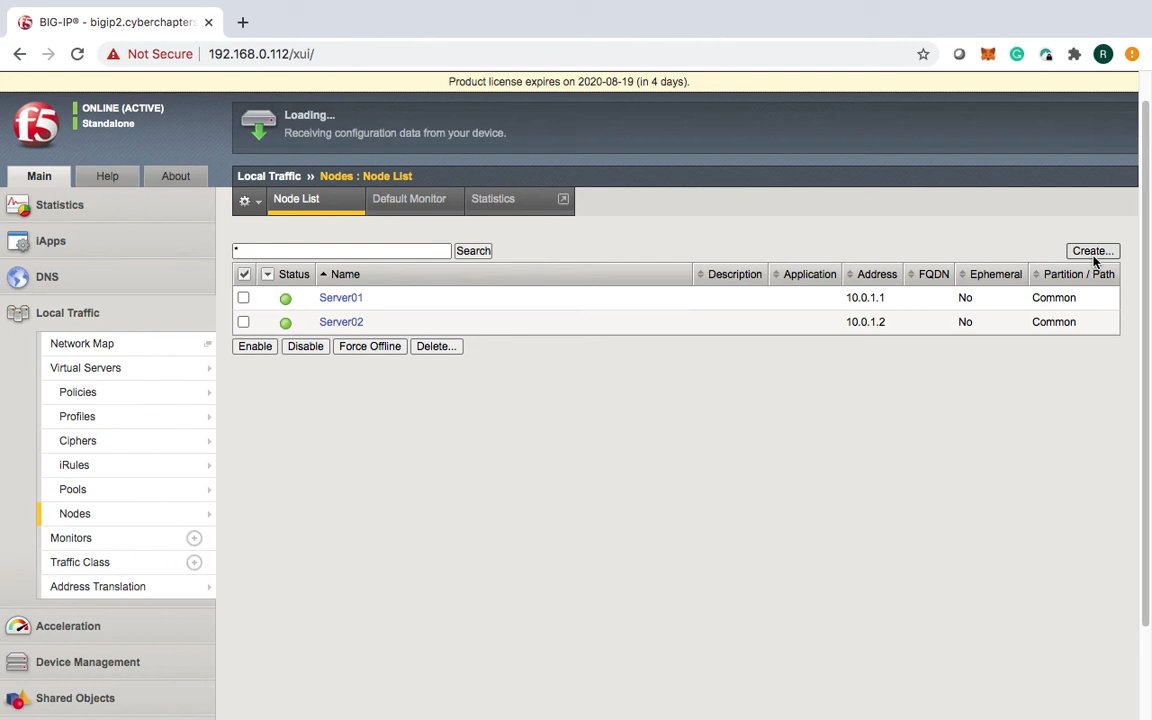 BIG-IP® - bigip2.cyberchapters
Not Secure 192.168.0.112/xui/
R
Product license expires on 2020-08-19 (in 4 days).
f5
ONLINE (ACTIVE)
Standalone
Loading...
Receiving configuration data from your device.
Main Help About
Local Traffic ›› Nodes : Node List
Node List Default Monitor Statistics
Statistics
iApps
DNS
Local Traffic
Network Map
Virtual Servers
Policies
Profiles
Ciphers
iRules
Pools
Nodes
Monitors
Traffic Class
Address Translation
Acceleration
Device Management
Shared Objects
* Search Create...
Status Name Description Application Address FQDN Ephemeral Partition / Path
Server01 10.0.1.1 No Common
Server02 10.0.1.2 No Common
Enable Disable Force Offline Delete...